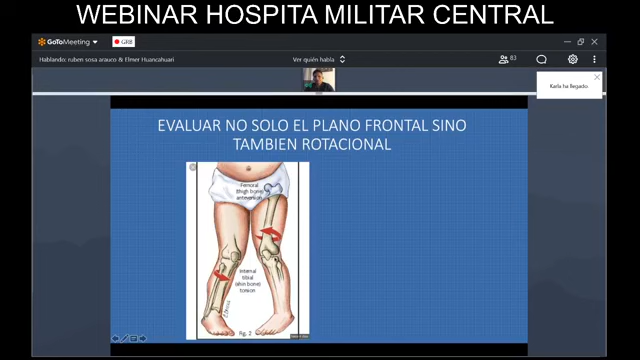 WEBINAR HOSPITA MILITAR CENTRAL
GoToMeeting
GRB
Hablando: ruben sosa arauco & Elmer Huancahuari
Ver quién habla
83
Karla ha llegado.
EVALUAR NO SOLO EL PLANO FRONTAL SINO
TAMBIEN ROTACIONAL
Femoral
thigh bone
anteversion
Internal
tibial
(shin bone)
torsion
Fig. 2